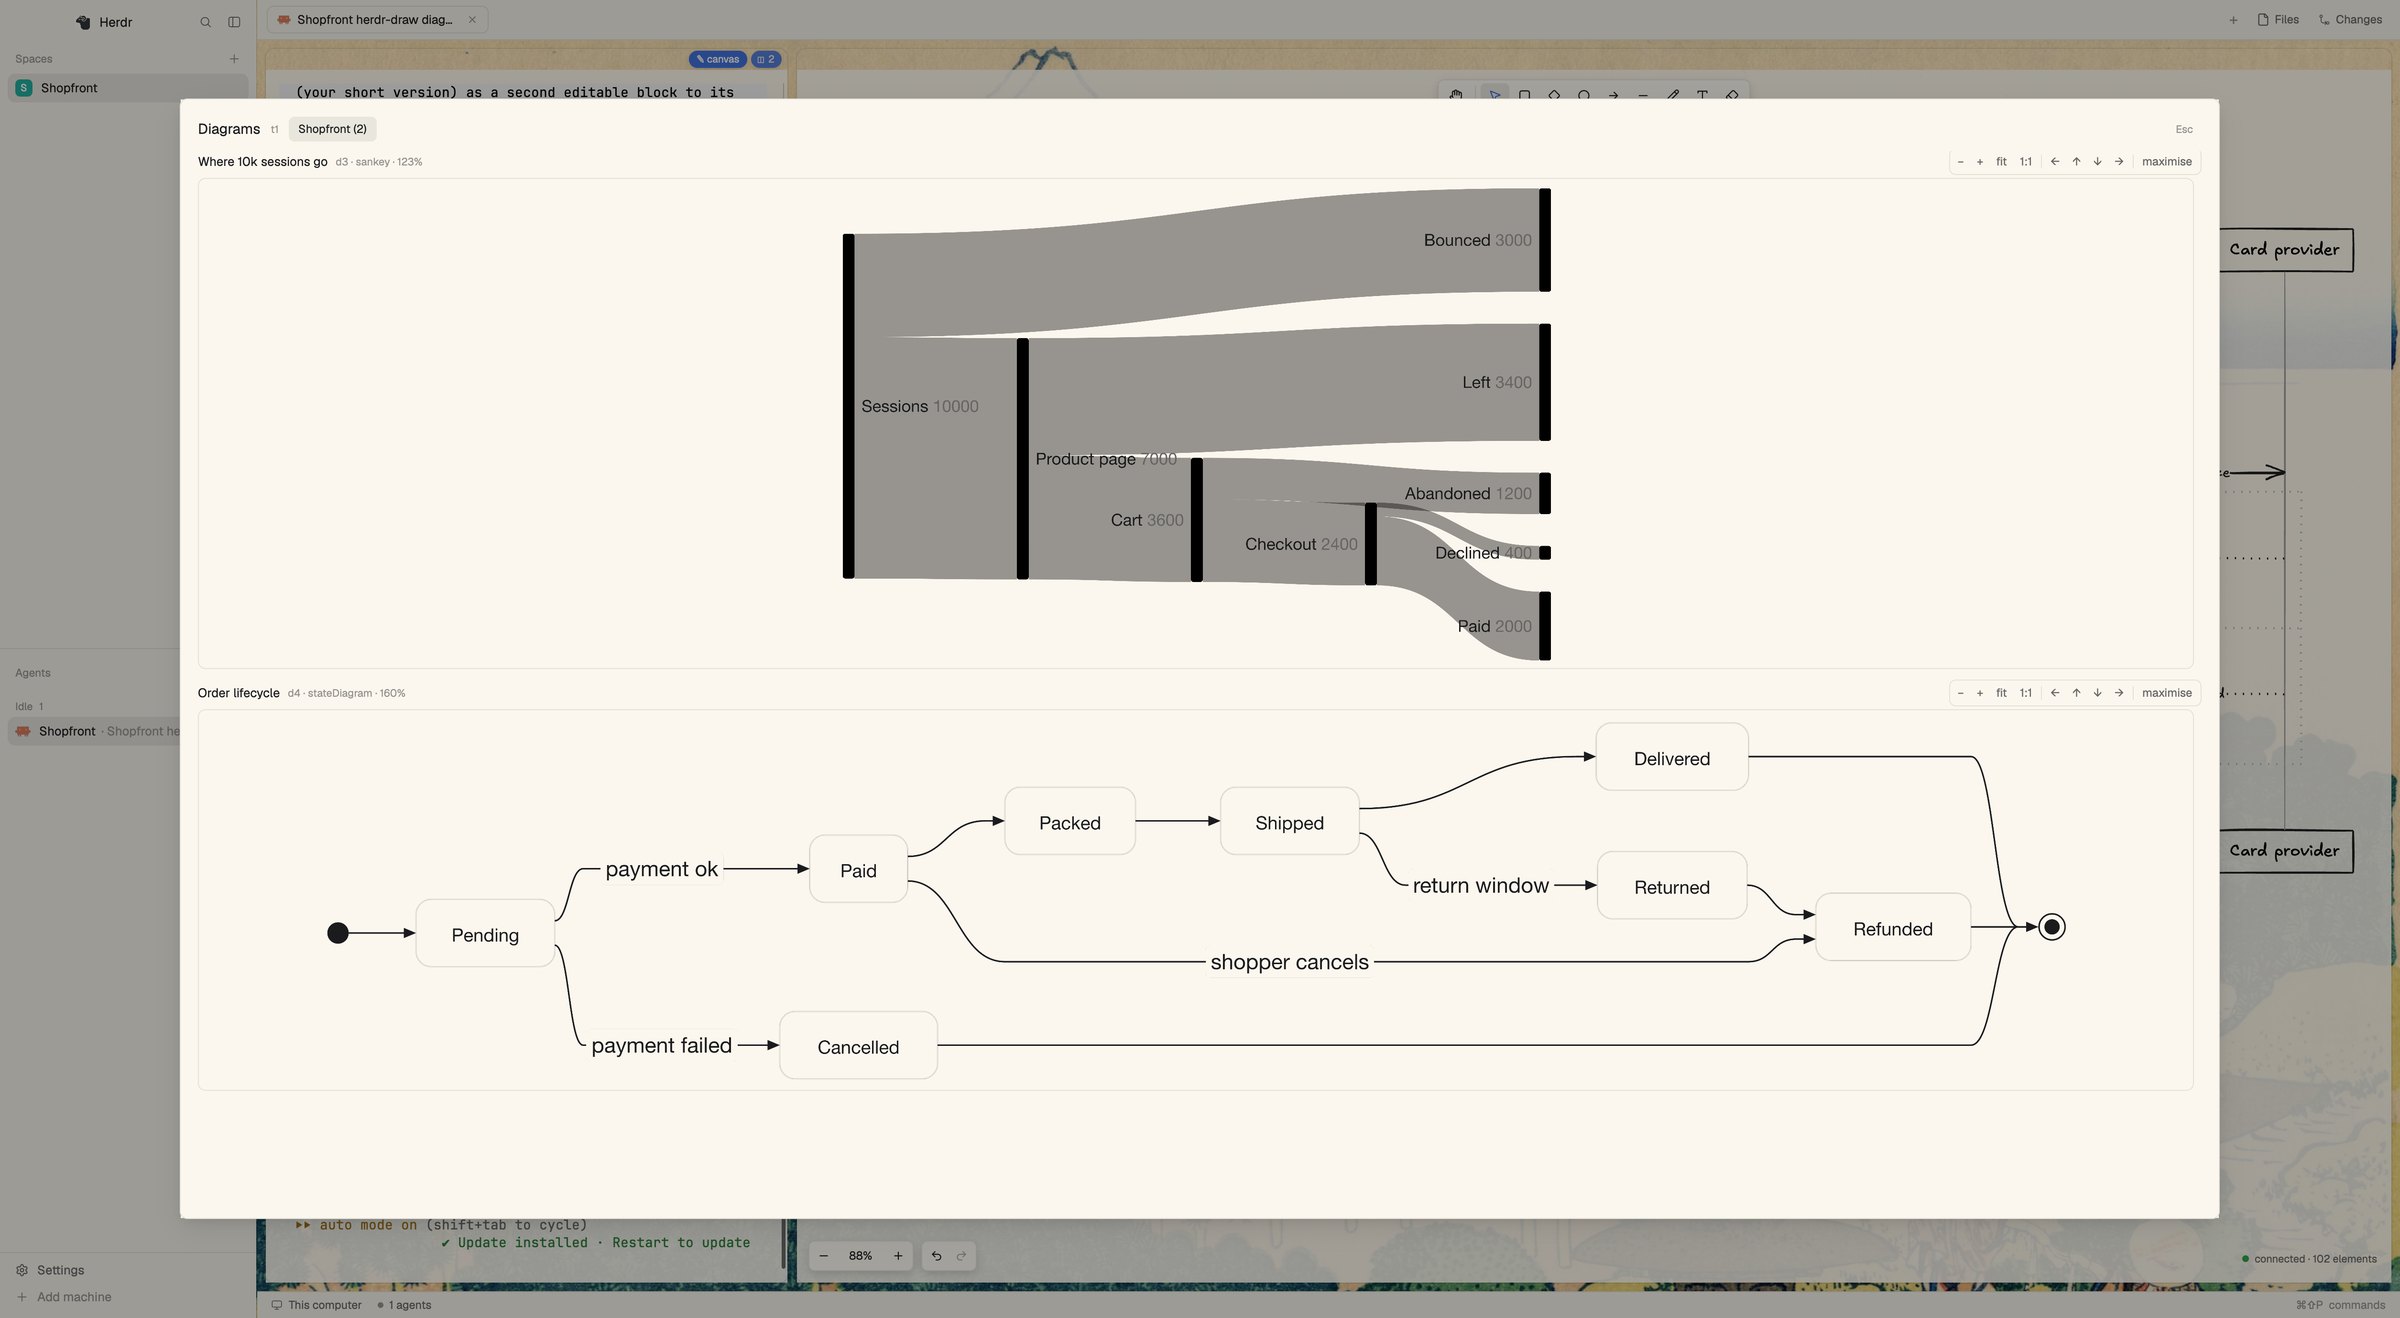 Herdr
Shopfront herdr-draw diag...
Files
Changes
Spaces
S Shopfront
canvas
2
(your short version) as a second editable block to its
Diagrams t1 Shopfront (2)
Esc
Where 10k sessions go d3 · sankey · 123%
− + fit 1:1 ← ↑ ↓ → maximise
Bounced 3000
Left 3400
Sessions 10000
Product page 7000
Abandoned 1200
Cart 3600
Checkout 2400
Declined 400
Paid 2000
Card provider
Agents
Idle 1
Shopfront · Shopfront he
Order lifecycle d4 · stateDiagram · 160%
− + fit 1:1 ← ↑ ↓ → maximise
Delivered
Packed
Shipped
payment ok
Paid
return window
Returned
Pending
Refunded
shopper cancels
payment failed
Cancelled
Card provider
▸▸ auto mode on (shift+tab to cycle)
✔ Update installed · Restart to update
− 88% +
connected · 102 elements
Settings
+ Add machine
This computer
1 agents
⌘⇧P commands